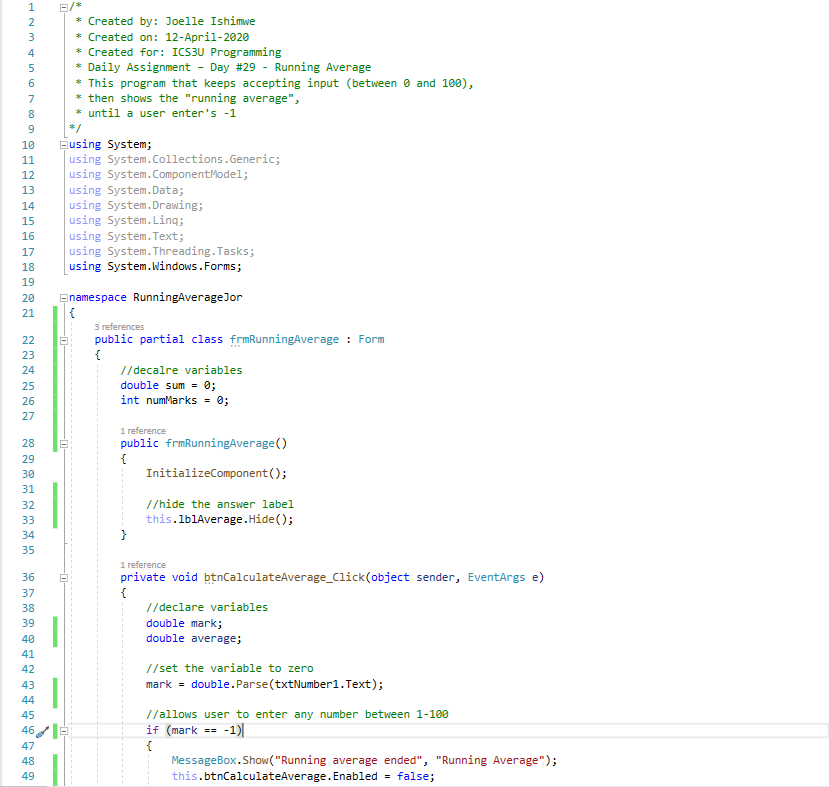 1 /*
2 * Created by: Joelle Ishimwe
3 * Created on: 12-April-2020
4 * Created for: ICS3U Programming
5 * Daily Assignment – Day #29 - Running Average
6 * This program that keeps accepting input (between 0 and 100),
7 * then shows the "running average",
8 * until a user enter's -1
9 */
10 using System;
11 using System.Collections.Generic;
12 using System.ComponentModel;
13 using System.Data;
14 using System.Drawing;
15 using System.Linq;
16 using System.Text;
17 using System.Threading.Tasks;
18 using System.Windows.Forms;
19
20 namespace RunningAverageJor
21 {
3 references
22 public partial class frmRunningAverage : Form
23 {
24 //decalre variables
25 double sum = 0;
26 int numMarks = 0;
27
1 reference
28 public frmRunningAverage()
29 {
30 InitializeComponent();
31
32 //hide the answer label
33 this.lblAverage.Hide();
34 }
35
1 reference
36 private void btnCalculateAverage_Click(object sender, EventArgs e)
37 {
38 //declare variables
39 double mark;
40 double average;
41
42 //set the variable to zero
43 mark = double.Parse(txtNumber1.Text);
44
45 //allows user to enter any number between 1-100
46 if (mark == -1)
47 {
48 MessageBox.Show("Running average ended", "Running Average");
49 this.btnCalculateAverage.Enabled = false;